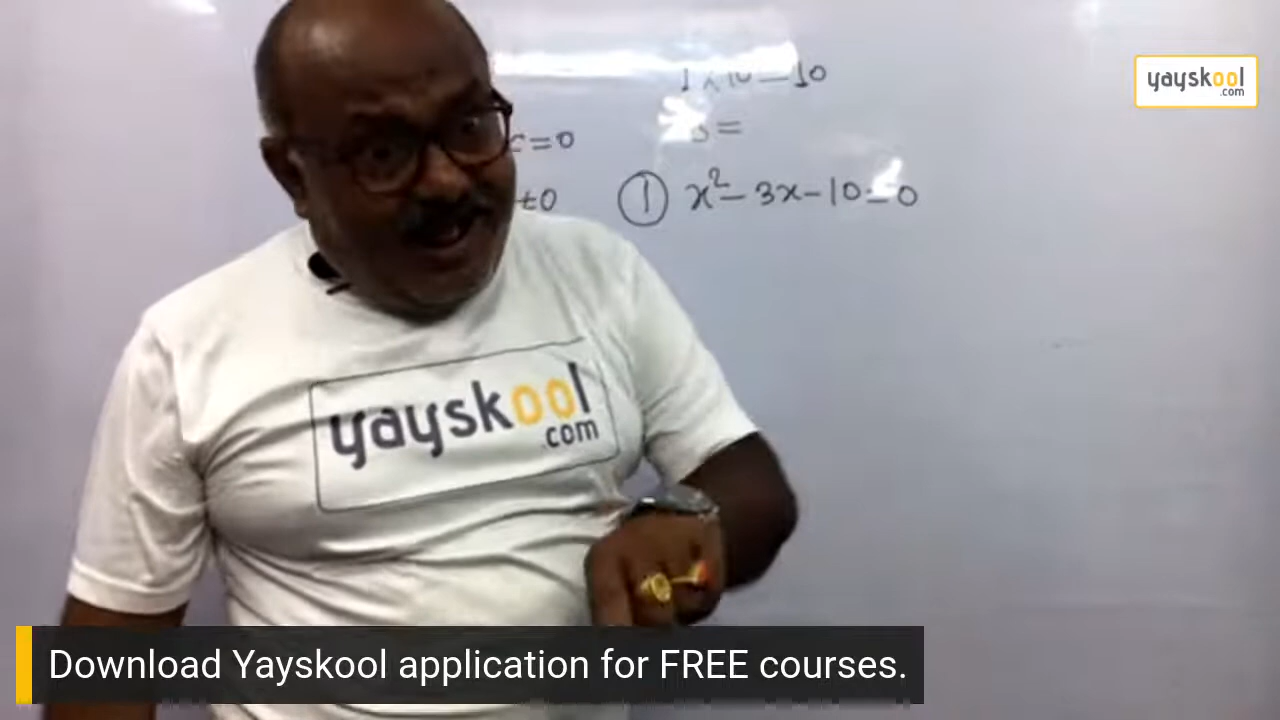 yayskool
.com
1×10=10
c=0
≠0
① x²-3x-10=0
yayskool
.com
Download Yayskool application for FREE courses.